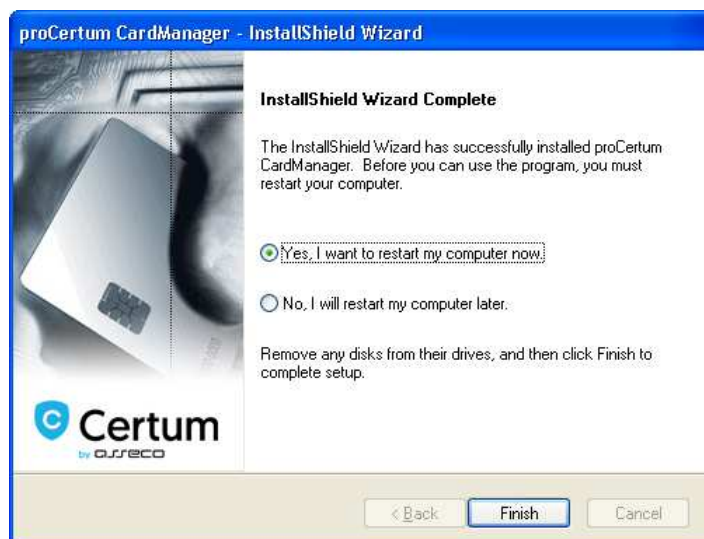 proCertum CardManager - InstallShield Wizard
InstallShield Wizard Complete
The InstallShield Wizard has successfully installed proCertum
CardManager. Before you can use the program, you must
restart your computer.
Yes, I want to restart my computer now.
No, I will restart my computer later.
Remove any disks from their drives, and then click Finish to
complete setup.
Certum
by asseco
< Back
Finish
Cancel